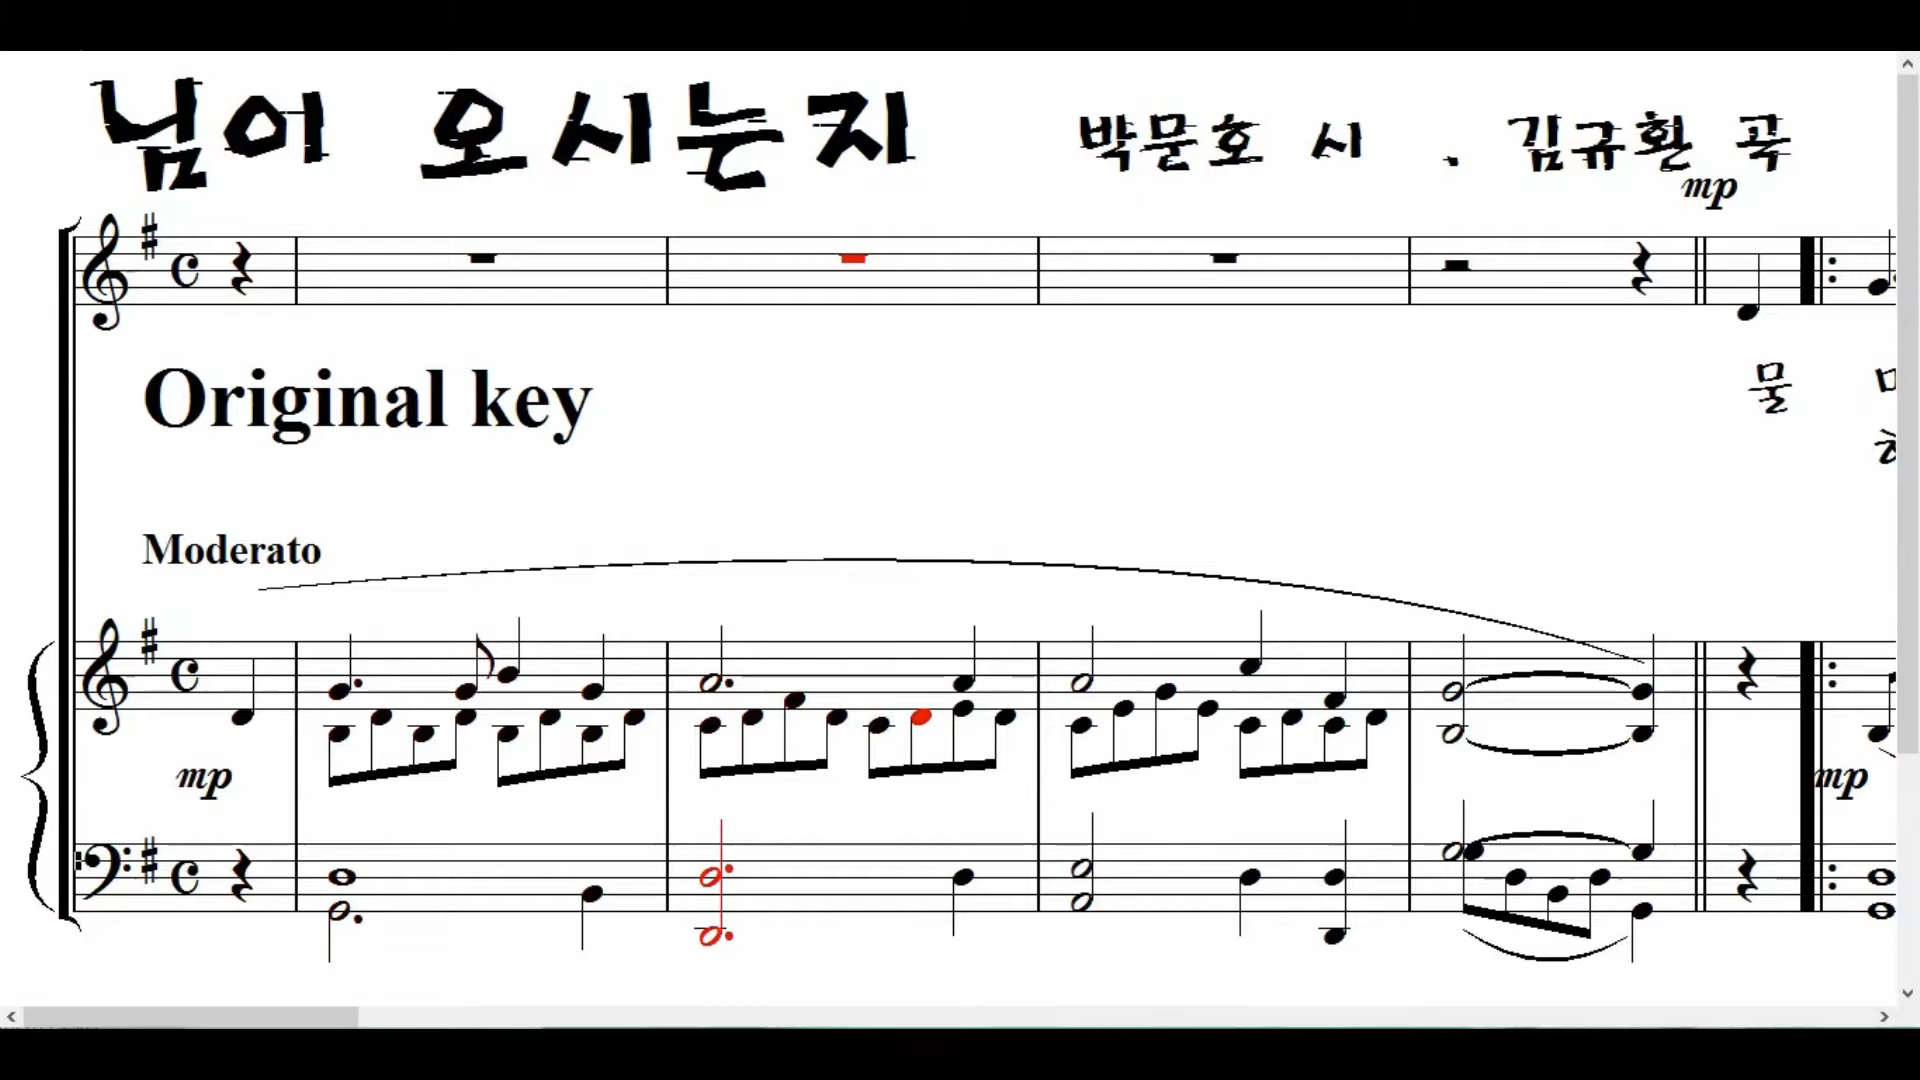 님이 오시는지 박문호 시 . 김규환 곡
mp
Original key
물
Moderato
mp
mp